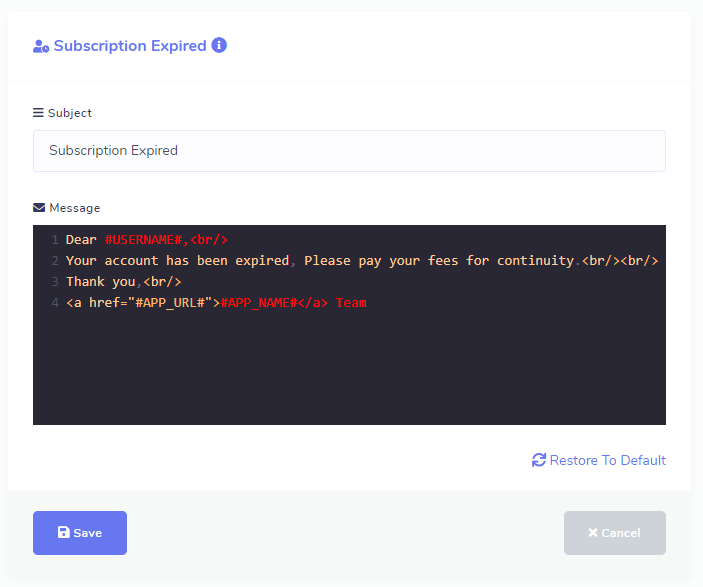 Subscription Expired
Subject
Subscription Expired
Message
1 Dear #USERNAME#,<br/>
2 Your account has been expired, Please pay your fees for continuity.<br/><br/>
3 Thank you,<br/>
4 <a href="#APP_URL#">#APP_NAME#</a> Team
Restore To Default
Save
Cancel